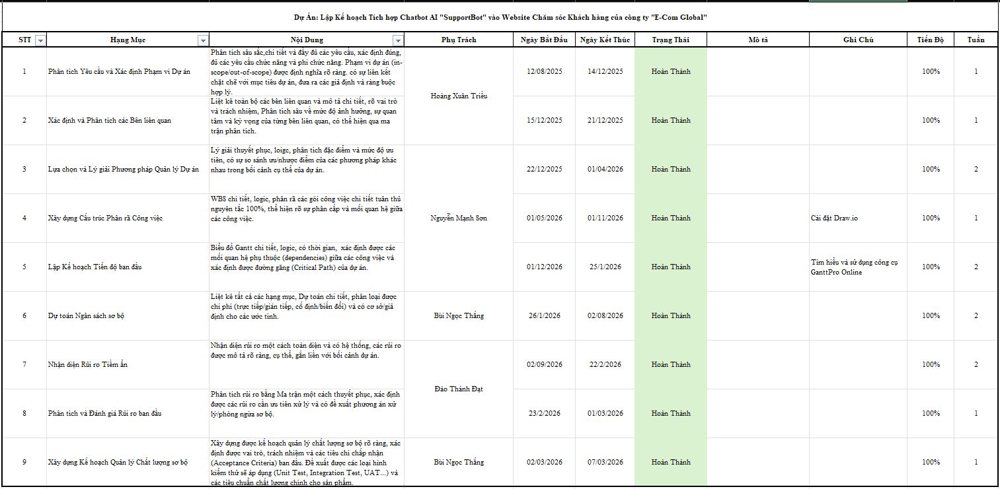 Dự Án: Lập Kế hoạch Tích hợp Chatbot AI "SupportBot" vào Website Chăm sóc Khách hàng của công ty "E-Com Global"
STT Hạng Mục Nội Dung Phụ Trách Ngày Bắt Đầu Ngày Kết Thúc Trạng Thái Mô tả Ghi Chú Tiến Độ Tuần
1 Phân tích Yêu cầu và Xác định Phạm vi Dự án
Phân tích sâu sắc,chi tiết và đầy đủ các yêu cầu, xác định đúng,
đủ các yêu cầu chức năng và phi chức năng. Phạm vi dự án (in-
scope/out-of-scope) được định nghĩa rõ ràng. có sự liên kết
chặt chẽ với mục tiêu dự án, đưa ra các giả định và ràng buộc
hợp lý.
Hoàng Xuân Triều
12/08/2025 14/12/2025 Hoàn Thành 100% 1
2 Xác định và Phân tích các Bên liên quan
Liệt kê toàn bộ các bên liên quan và mô tả chi tiết, rõ vai trò
và trách nhiệm, Phân tích sâu về mức độ ảnh hưởng, sự quan
tâm và kỳ vọng của từng bên liên quan, có thể hiện qua ma
trận phân tích.
15/12/2025 21/12/2025 Hoàn Thành 100% 1
3 Lựa chọn và Lý giải Phương pháp Quản lý Dự án
Lý giải thuyết phục, loigc, phân tích đặc điểm và mức độ ưu
tiên, có sự so sánh ưu/nhược điểm của các phương pháp khác
nhau trong bối cảnh cụ thể của dự án.
22/12/2025 01/04/2026 Hoàn Thành 100% 2
4 Xây dựng Cấu trúc Phân rã Công việc
WBS chi tiết, logic, phân rã các gói công việc chi tiết tuân thủ
nguyên tắc 100%, thể hiện rõ sự phân cấp và mối quan hệ giữa
các công việc.
Nguyễn Mạnh Sơn
01/05/2026 01/11/2026 Hoàn Thành Cài đặt Draw.io 100% 1
5 Lập Kế hoạch Tiến độ ban đầu
Biểu đồ Gantt chi tiết, logic, có thời gian, xác định được các
mối quan hệ phụ thuộc (dependencies) giữa các công việc và
xác định được đường găng (Critical Path) của dự án.
01/12/2026 25/1/2026 Hoàn Thành
Tìm hiểu và sử dụng công cụ
GanttPro Online
100% 2
6 Dự toán Ngân sách sơ bộ
Liệt kê tất cả các hạng mục, Dự toán chi tiết, phân loại được
chi phí (trực tiếp/gián tiếp, cố định/biến đổi) và có cơ sở/giả
định cho các ước tính.
Bùi Ngọc Thắng
26/1/2026 02/08/2026 Hoàn Thành 100% 2
7 Nhận diện Rủi ro Tiềm ẩn
Nhận diện rủi ro một cách toàn diện và có hệ thống, các rủi ro
được mô tả rõ ràng, cụ thể, gắn liền với bối cảnh dự án.
Đào Thành Đạt
02/09/2026 22/2/2026 Hoàn Thành 100% 2
8 Phân tích và Đánh giá Rủi ro ban đầu
Phân tích rủi ro bằng Ma trận một cách thuyết phục, xác định
được các rủi ro cần ưu tiên xử lý và có đề xuất phương án xử
lý/phòng ngừa sơ bộ.
23/2/2026 01/03/2026 Hoàn Thành 100% 1
9 Xây dựng Kế hoạch Quản lý Chất lượng sơ bộ
Xây dựng được kế hoạch quản lý chất lượng sơ bộ rõ ràng, xác
định được vai trò, trách nhiệm và các tiêu chí chấp nhận
(Acceptance Criteria) ban đầu. Đề xuất được các loại hình
kiểm thử sẽ áp dụng (Unit Test, Integration Test, UAT...) và
các tiêu chuẩn chất lượng chính cho sản phẩm.
Bùi Ngọc Thắng
02/03/2026 07/03/2026 Hoàn Thành 100% 1